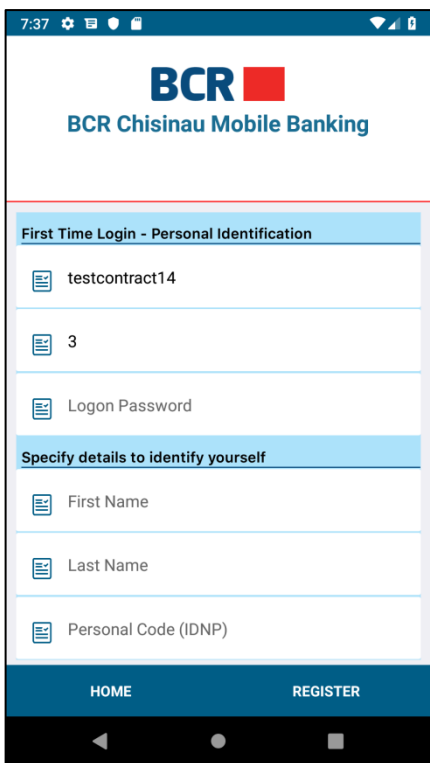 7:37
BCR
BCR Chisinau Mobile Banking
First Time Login - Personal Identification
testcontract14
3
Logon Password
Specify details to identify yourself
First Name
Last Name
Personal Code (IDNP)
HOME REGISTER